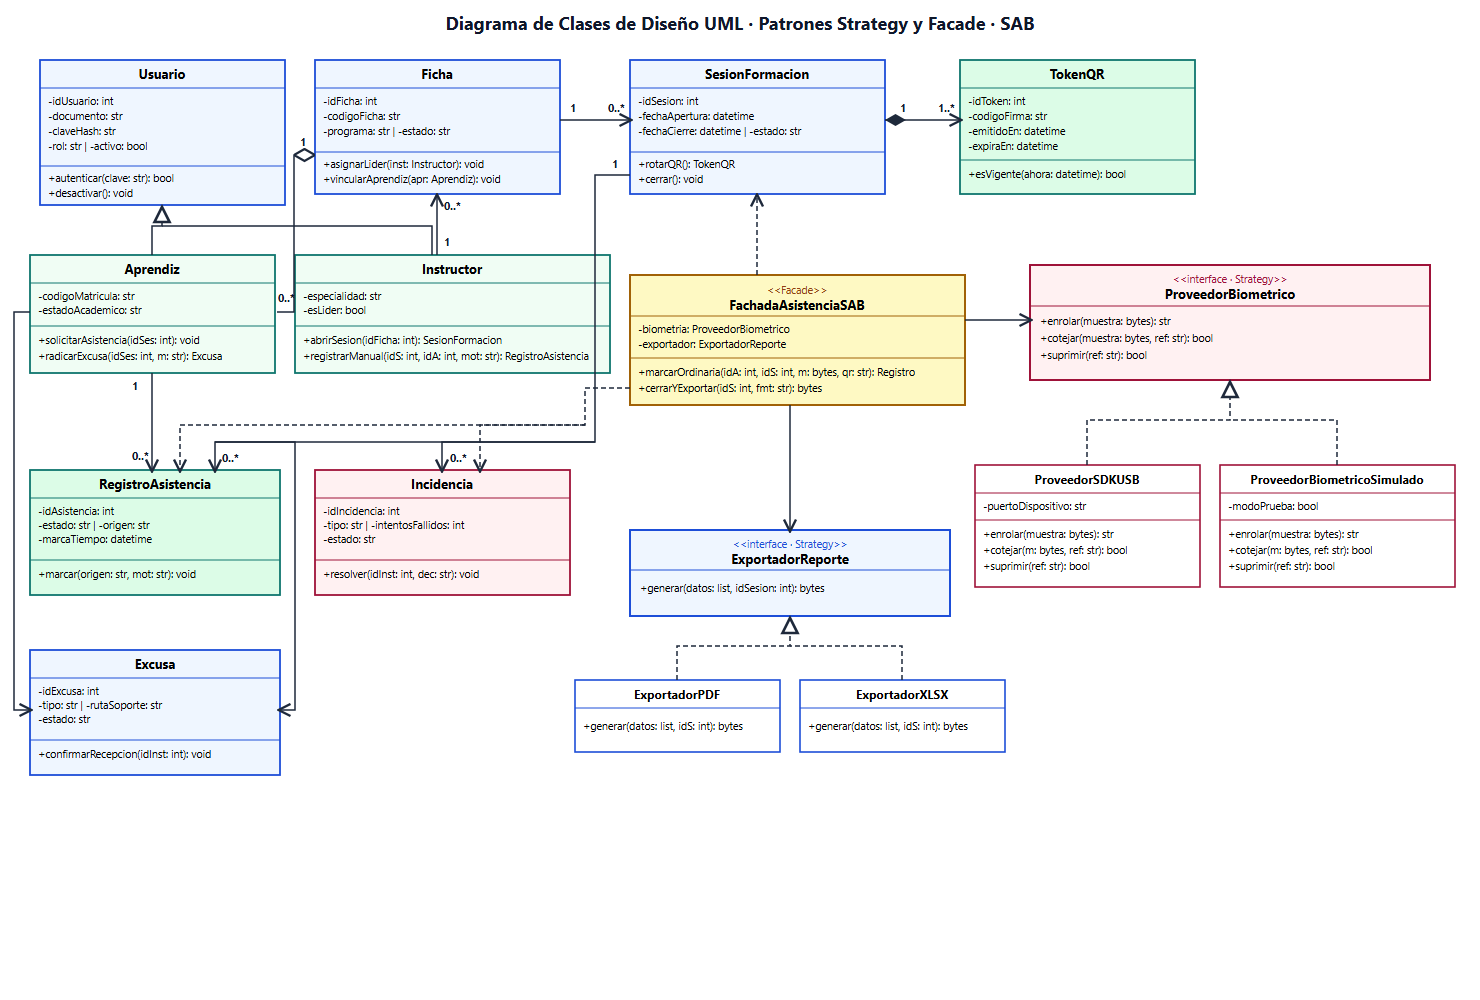 Diagrama de Clases de Diseño UML · Patrones Strategy y Facade · SAB
Usuario
-idUsuario: int
-documento: str
-claveHash: str
-rol: str | -activo: bool
+autenticar(clave: str): bool
+desactivar(): void
Ficha
-idFicha: int
-codigoFicha: str
-programa: str | -estado: str
+asignarLider(inst: Instructor): void
+vincularAprendiz(apr: Aprendiz): void
1
0..*
SesionFormacion
-idSesion: int
-fechaApertura: datetime
-fechaCierre: datetime | -estado: str
+rotarQR(): TokenQR
+cerrar(): void
1
1..*
TokenQR
-idToken: int
-codigoFirma: str
-emitidoEn: datetime
-expiraEn: datetime
+esVigente(ahora: datetime): bool
1
1
0..*
1
Aprendiz
-codigoMatricula: str
-estadoAcademico: str
+solicitarAsistencia(idSes: int): void
+radicarExcusa(idSes: int, m: str): Excusa
0..*
Instructor
-especialidad: str
-esLider: bool
+abrirSesion(idFicha: int): SesionFormacion
+registrarManual(idS: int, idA: int, mot: str): RegistroAsistencia
<<Facade>>
FachadaAsistenciaSAB
-biometria: ProveedorBiometrico
-exportador: ExportadorReporte
+marcarOrdinaria(idA: int, idS: int, m: bytes, qr: str): Registro
+cerrarYExportar(idS: int, fmt: str): bytes
<<interface · Strategy>>
ProveedorBiometrico
+enrolar(muestra: bytes): str
+cotejar(muestra: bytes, ref: str): bool
+suprimir(ref: str): bool
1
0..*
0..*
0..*
RegistroAsistencia
-idAsistencia: int
-estado: str | -origen: str
-marcaTiempo: datetime
+marcar(origen: str, mot: str): void
Incidencia
-idIncidencia: int
-tipo: str | -intentosFallidos: int
-estado: str
+resolver(idInst: int, dec: str): void
ProveedorSDKUSB
-puertoDispositivo: str
+enrolar(muestra: bytes): str
+cotejar(m: bytes, ref: str): bool
+suprimir(ref: str): bool
ProveedorBiometricoSimulado
-modoPrueba: bool
+enrolar(muestra: bytes): str
+cotejar(m: bytes, ref: str): bool
+suprimir(ref: str): bool
<<interface · Strategy>>
ExportadorReporte
+generar(datos: list, idSesion: int): bytes
Excusa
-idExcusa: int
-tipo: str | -rutaSoporte: str
-estado: str
+confirmarRecepcion(idInst: int): void
ExportadorPDF
+generar(datos: list, idS: int): bytes
ExportadorXLSX
+generar(datos: list, idS: int): bytes